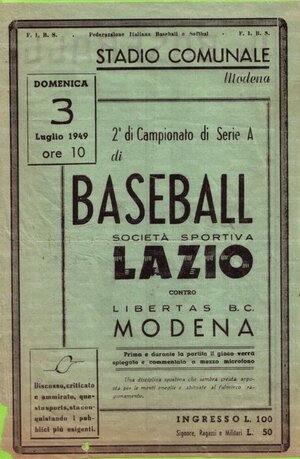 F. I. B. S. - Federazione Italiana Baseball e Softbal - F. I. B. S.
STADIO COMUNALE
Modena
DOMENICA
3
Luglio 1949
ore 10
2ª di Campionato di Serie A
di
BASEBALL
SOCIETÀ SPORTIVA
LAZIO
CONTRO
LIBERTAS B.C.
MODENA
Prima e durante la partita il gioco verrà
spiegato e commentato a mezzo microfono
Una disciplina sportiva che sembra creata appo-
sta per le menti sveglie e abituate al fulmineo ra-
gionamento.
Discusso, criticato
e ammirato, que-
sto sport, sta con-
quistando i pub-
blici più esigenti.
INGRESSO L. 100
Signore, Ragazzi e Militari L. 50